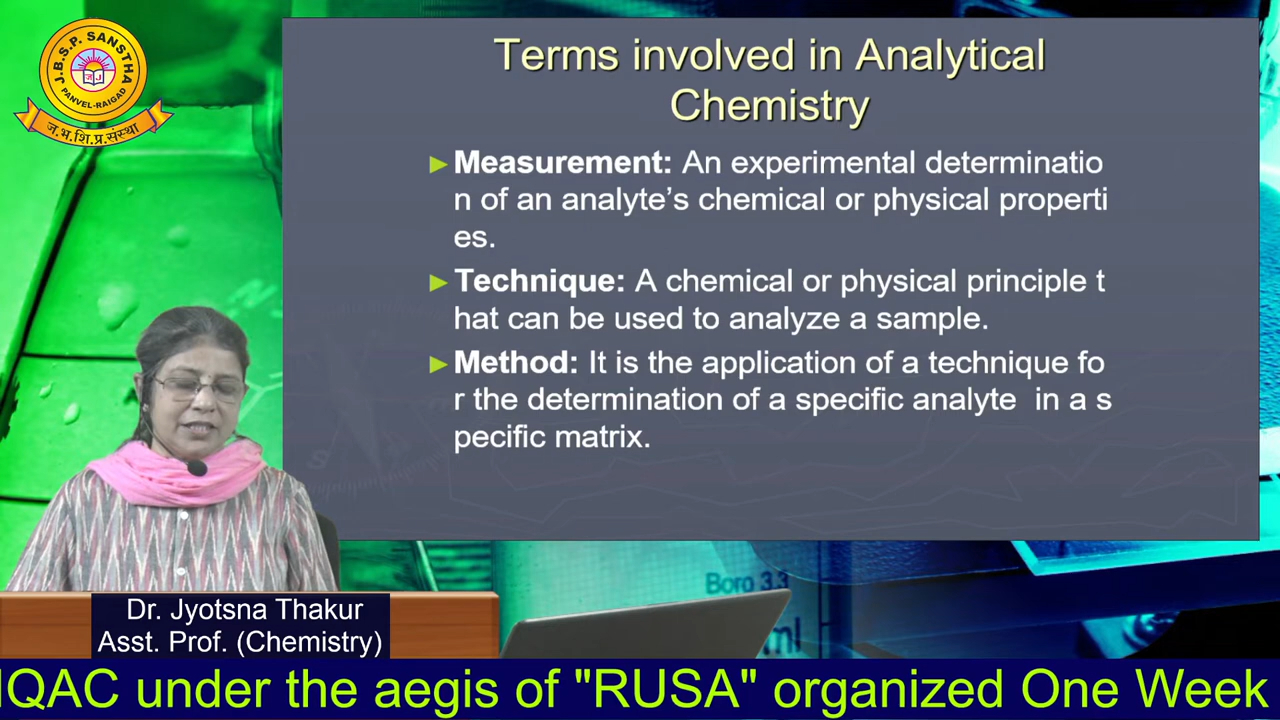 J.B.S.P. SANSTHA
PANVEL-RAIGAD
ज.भ.शि.प्र.संस्था
Terms involved in Analytical
Chemistry
Measurement: An experimental determinatio
n of an analyte’s chemical or physical properti
es.
Technique: A chemical or physical principle t
hat can be used to analyze a sample.
Method: It is the application of a technique fo
r the determination of a specific analyte in a s
pecific matrix.
Boro 3.3
ml
Dr. Jyotsna Thakur
Asst. Prof. (Chemistry)
IQAC under the aegis of "RUSA" organized One Week